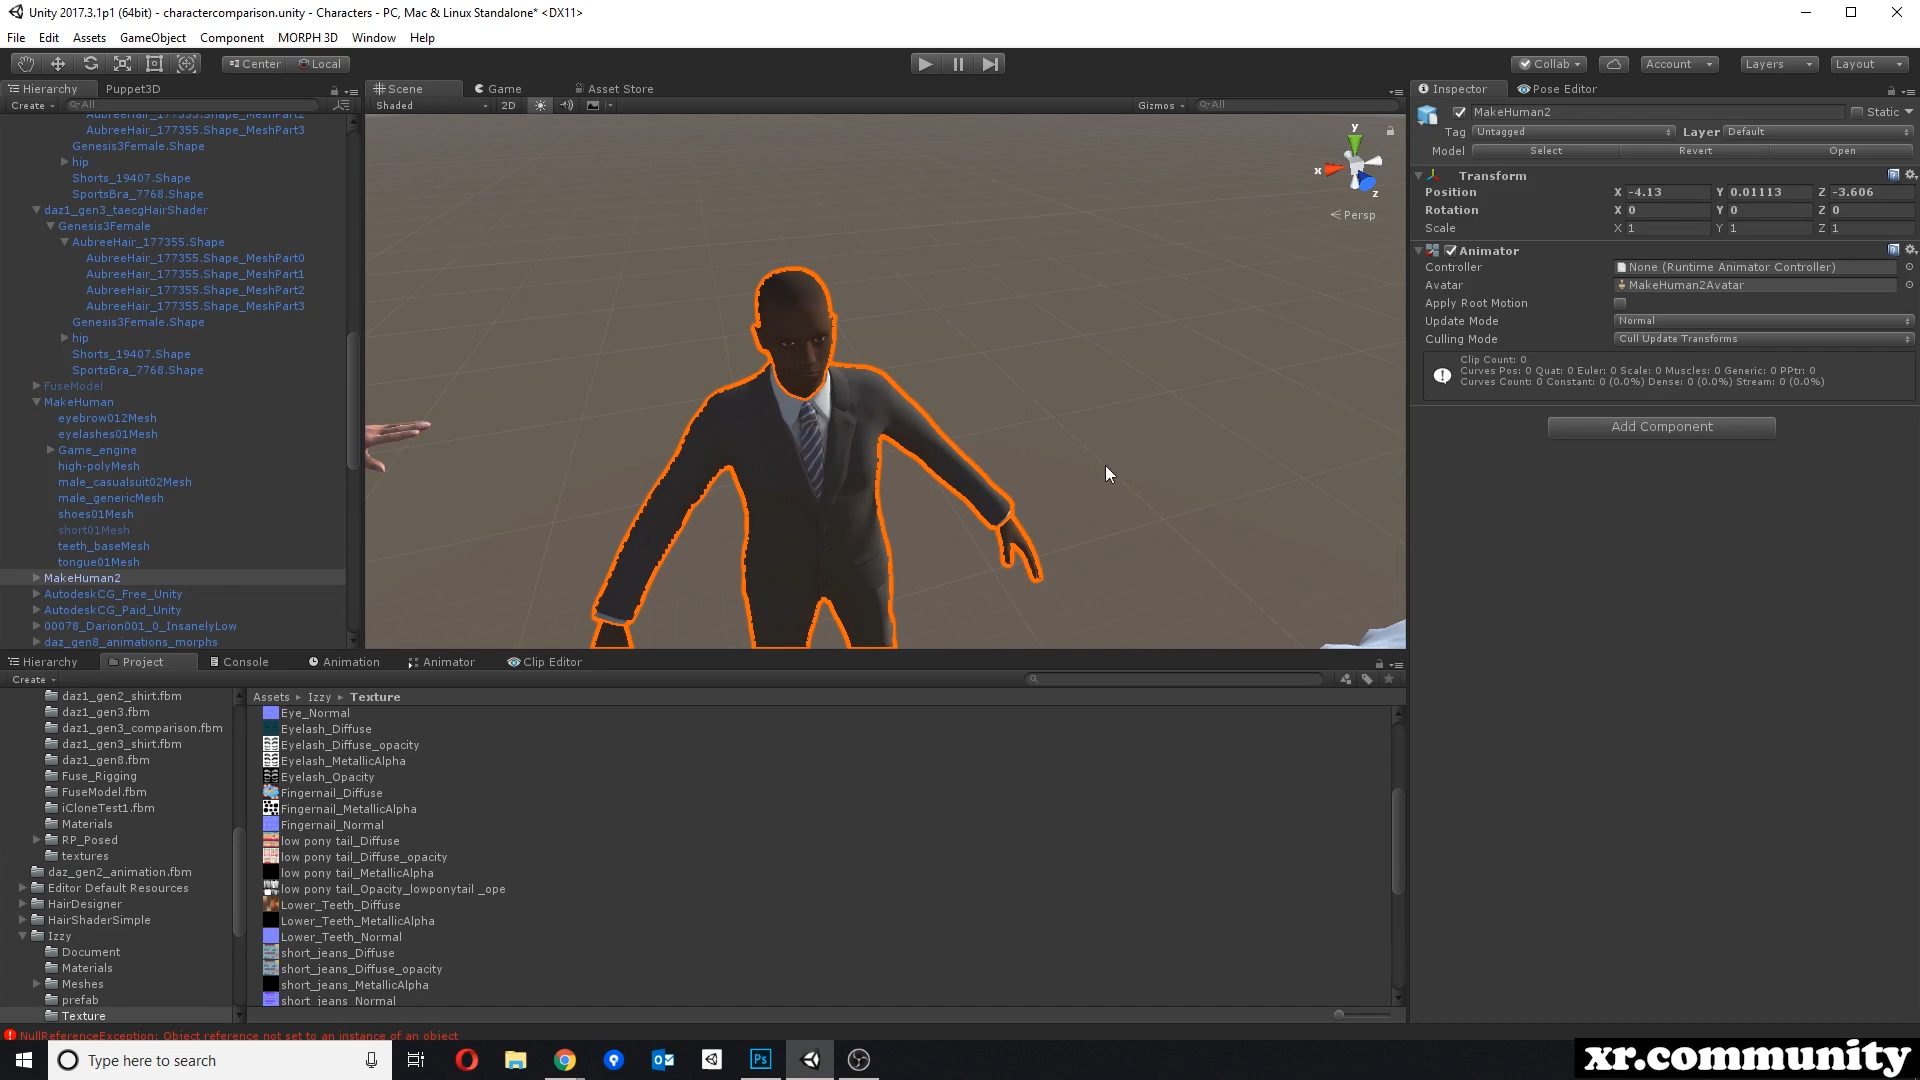 Unity 2017.3.1p1 (64bit) - charactercomparison.unity - Characters - PC, Mac & Linux Standalone* <DX11>
File Edit Assets GameObject Component MORPH 3D Window Help
Center Local Collab Account Layers Layout
Hierarchy Puppet3D
Create All
AubreeHair_177355.Shape_MeshPart2
AubreeHair_177355.Shape_MeshPart3
Genesis3Female.Shape
hip
Shorts_19407.Shape
SportsBra_7768.Shape
daz1_gen3_taecgHairShader
Genesis3Female
AubreeHair_177355.Shape
AubreeHair_177355.Shape_MeshPart0
AubreeHair_177355.Shape_MeshPart1
AubreeHair_177355.Shape_MeshPart2
AubreeHair_177355.Shape_MeshPart3
Genesis3Female.Shape
hip
Shorts_19407.Shape
SportsBra_7768.Shape
FuseModel
MakeHuman
eyebrow012Mesh
eyelashes01Mesh
Game_engine
high-polyMesh
male_casualsuit02Mesh
male_genericMesh
shoes01Mesh
short01Mesh
teeth_baseMesh
tongue01Mesh
MakeHuman2
AutodeskCG_Free_Unity
AutodeskCG_Paid_Unity
00078_Darion001_0_InsanelyLow
daz_gen8_animations_morphs
Scene Game Asset Store
Shaded 2D Gizmos All
y
x
z
Persp
Inspector Pose Editor
MakeHuman2 Static
Tag Untagged Layer Default
Model Select Revert Open
Transform
Position X -4.13 Y 0.01113 Z -3.606
Rotation X 0 Y 0 Z 0
Scale X 1 Y 1 Z 1
Animator
Controller None (Runtime Animator Controller)
Avatar MakeHuman2Avatar
Apply Root Motion
Update Mode Normal
Culling Mode Cull Update Transforms
Clip Count: 0
Curves Pos: 0 Quat: 0 Euler: 0 Scale: 0 Muscles: 0 Generic: 0 PPtr: 0
Curves Count: 0 Constant: 0 (0.0%) Dense: 0 (0.0%) Stream: 0 (0.0%)
Add Component
Hierarchy Project Console Animation Animator Clip Editor
Create
daz1_gen2_shirt.fbm
daz1_gen3.fbm
daz1_gen3_comparison.fbm
daz1_gen3_shirt.fbm
daz1_gen8.fbm
Fuse_Rigging
FuseModel.fbm
iCloneTest1.fbm
Materials
RP_Posed
textures
daz_gen2_animation.fbm
Editor Default Resources
HairDesigner
HairShaderSimple
Izzy
Document
Materials
Meshes
prefab
Texture
Assets Izzy Texture
Eye_Normal
Eyelash_Diffuse
Eyelash_Diffuse_opacity
Eyelash_MetallicAlpha
Eyelash_Opacity
Fingernail_Diffuse
Fingernail_MetallicAlpha
Fingernail_Normal
low pony tail_Diffuse
low pony tail_Diffuse_opacity
low pony tail_MetallicAlpha
low pony tail_Opacity_lowponytail _ope
Lower_Teeth_Diffuse
Lower_Teeth_MetallicAlpha
Lower_Teeth_Normal
short_jeans_Diffuse
short_jeans_Diffuse_opacity
short_jeans_MetallicAlpha
short_jeans_Normal
NullReferenceException: Object reference not set to an instance of an object
Type here to search
Ps
xr.community